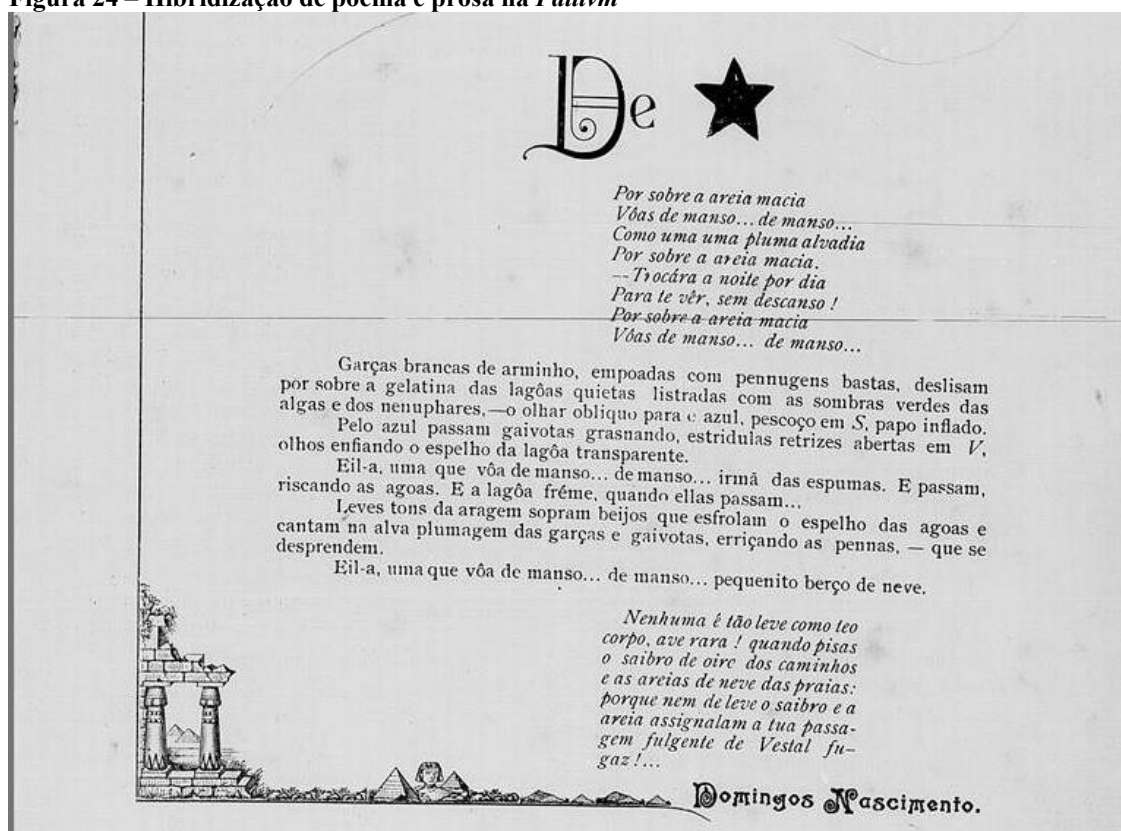 Figura 24 – Hibridização de poema e prosa na Pallvm
De
Por sobre a areia macia
Vôas de manso... de manso...
Como uma uma pluma alvadia
Por sobre a areia macia.
--Trocára a noite por dia
Para te vêr, sem descanso !
Por sobre a areia macia
Vôas de manso... de manso...
Garças brancas de arminho, empoadas com pennugens bastas, deslisam
por sobre a gelatina das lagôas quietas listradas com as sombras verdes das
algas e dos nenuphares,—o olhar obliquo para o azul, pescoço em S, papo inflado.
Pelo azul passam gaivotas grasnando, estridulas retrizes abertas em V,
olhos enfiando o espelho da lagôa transparente.
Eil-a, uma que vôa de manso... de manso... irmã das espumas. E passam,
riscando as agoas. E a lagôa fréme, quando ellas passam...
Leves tons da aragem sopram beijos que esfrolam o espelho das agoas e
cantam na alva plumagem das garças e gaivotas, erriçando as pennas, — que se
desprendem.
Eil-a, uma que vôa de manso... de manso... pequenito berço de neve.
Nenhuma é tão leve como teo
corpo, ave rara ! quando pisas
o saibro de oiro dos caminhos
e as areias de neve das praias:
porque nem de leve o saibro e a
areia assignalam a tua passa-
gem fulgente de Vestal fu-
gaz !...
Domingos Nascimento.